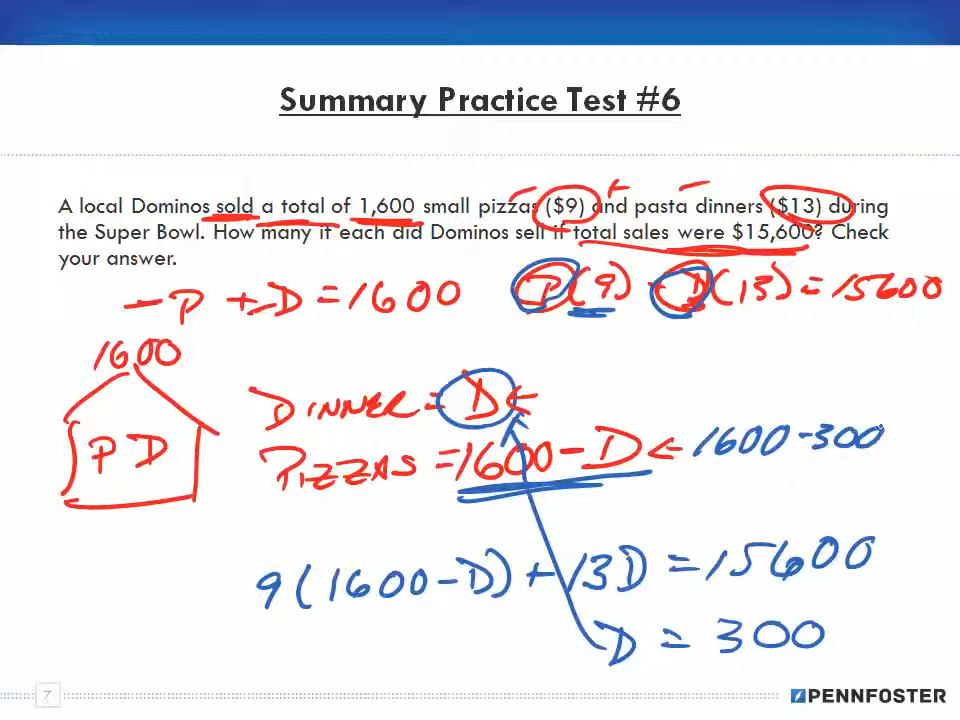 Summary Practice Test #6
A local Dominos sold a total of 1,600 small pizzas ($9) and pasta dinners ($13) during
the Super Bowl. How many if each did Dominos sell if total sales were $15,600? Check
your answer.
- P + D = 1600
P(9) + D(13) = 15600
1600
P D
DINNER = D ←
PIZZAS = 1600 - D ← 1600 - 300
9(1600 - D) + 13D = 15600
D = 300
7
PENNFOSTER